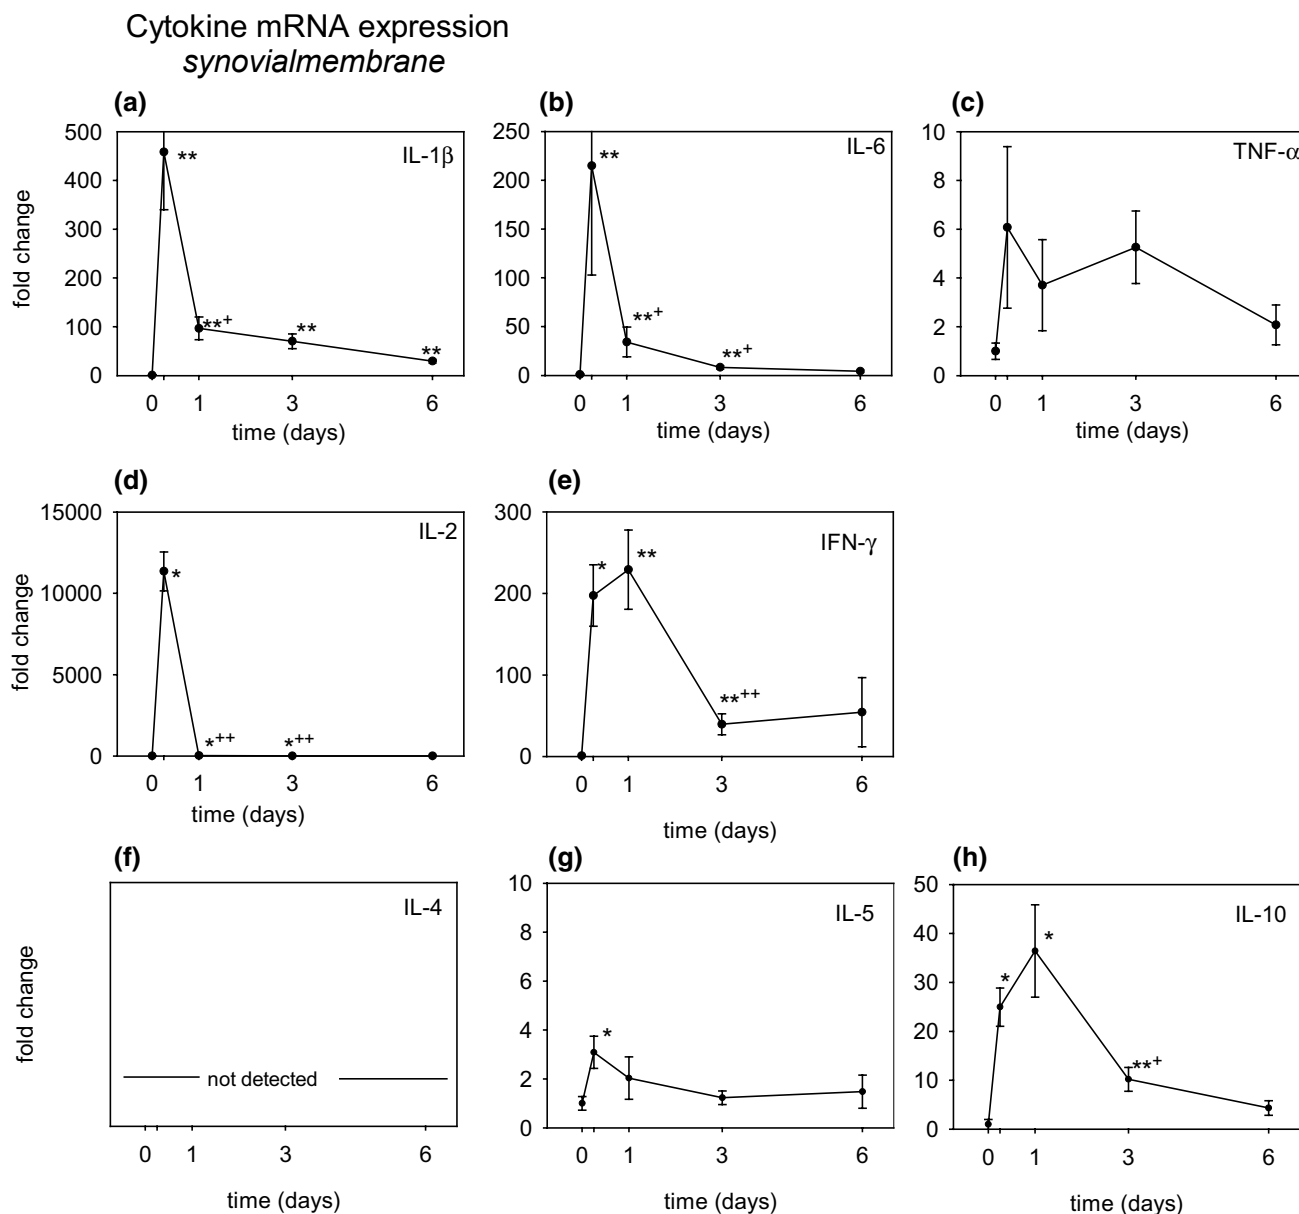 Cytokine mRNA expression
synovialmembrane
(a)
500
400
300
200
100
0
fold change
IL-1β
**
**+
**
**
0 1 3 6
time (days)
(b)
250
200
150
100
50
0
IL-6
**
**+
**+
0 1 3 6
time (days)
(c)
10
8
6
4
2
0
TNF-α
0 1 3 6
time (days)
(d)
15000
10000
5000
0
fold change
IL-2
*
*++
*++
0 1 3 6
time (days)
(e)
300
200
100
0
IFN-γ
*
**
**++
0 1 3 6
time (days)
(f)
fold change
IL-4
not detected
0 1 3 6
time (days)
(g)
10
8
6
4
2
0
IL-5
*
0 1 3 6
time (days)
(h)
50
40
30
20
10
0
IL-10
*
*
**+
0 1 3 6
time (days)